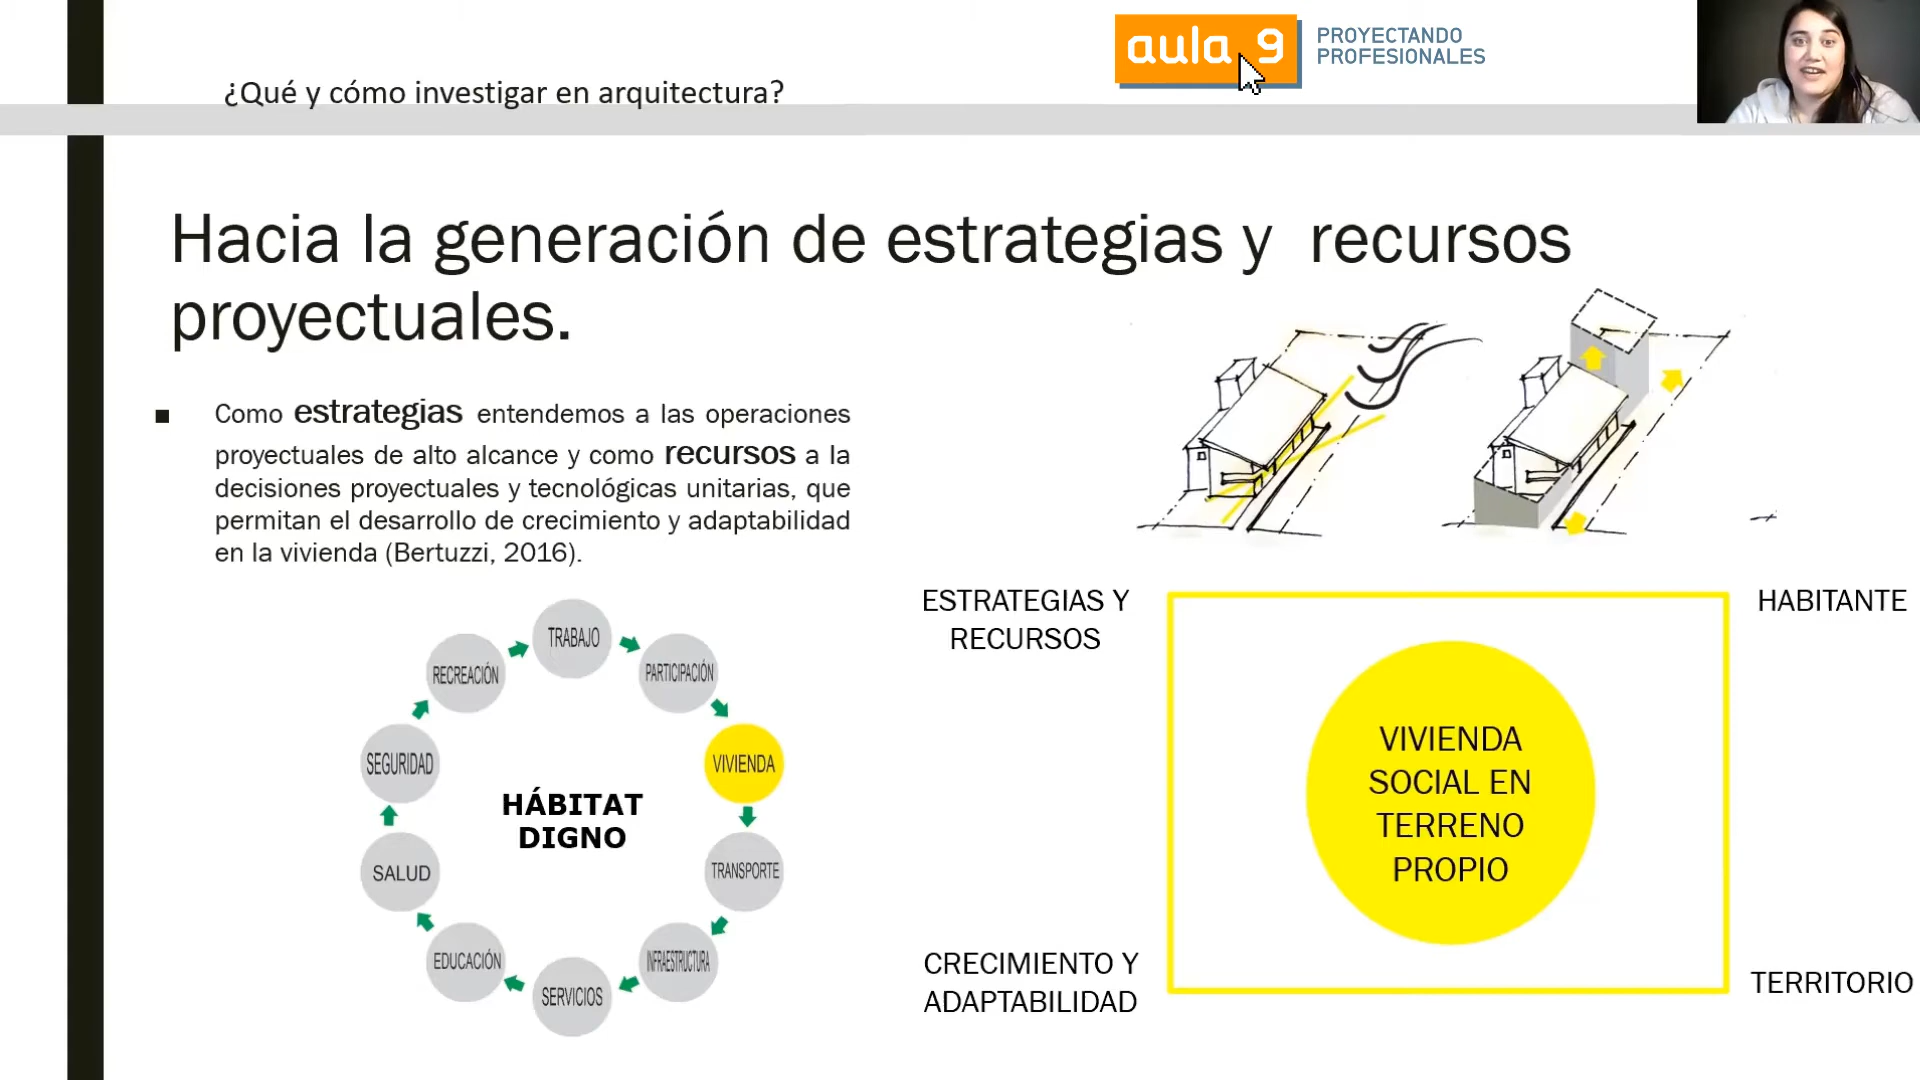 aula 9
PROYECTANDO
PROFESIONALES
¿Qué y cómo investigar en arquitectura?
Hacia la generación de estrategias y recursos
proyectuales.
Como estrategias entendemos a las operaciones
proyectuales de alto alcance y como recursos a la
decisiones proyectuales y tecnológicas unitarias, que
permitan el desarrollo de crecimiento y adaptabilidad
en la vivienda (Bertuzzi, 2016).
TRABAJO
PARTICIPACIÓN
VIVIENDA
TRANSPORTE
INFRAESTRUCTURA
SERVICIOS
EDUCACIÓN
SALUD
SEGURIDAD
RECREACIÓN
HÁBITAT
DIGNO
ESTRATEGIAS Y
RECURSOS
HABITANTE
VIVIENDA
SOCIAL EN
TERRENO
PROPIO
CRECIMIENTO Y
ADAPTABILIDAD
TERRITORIO